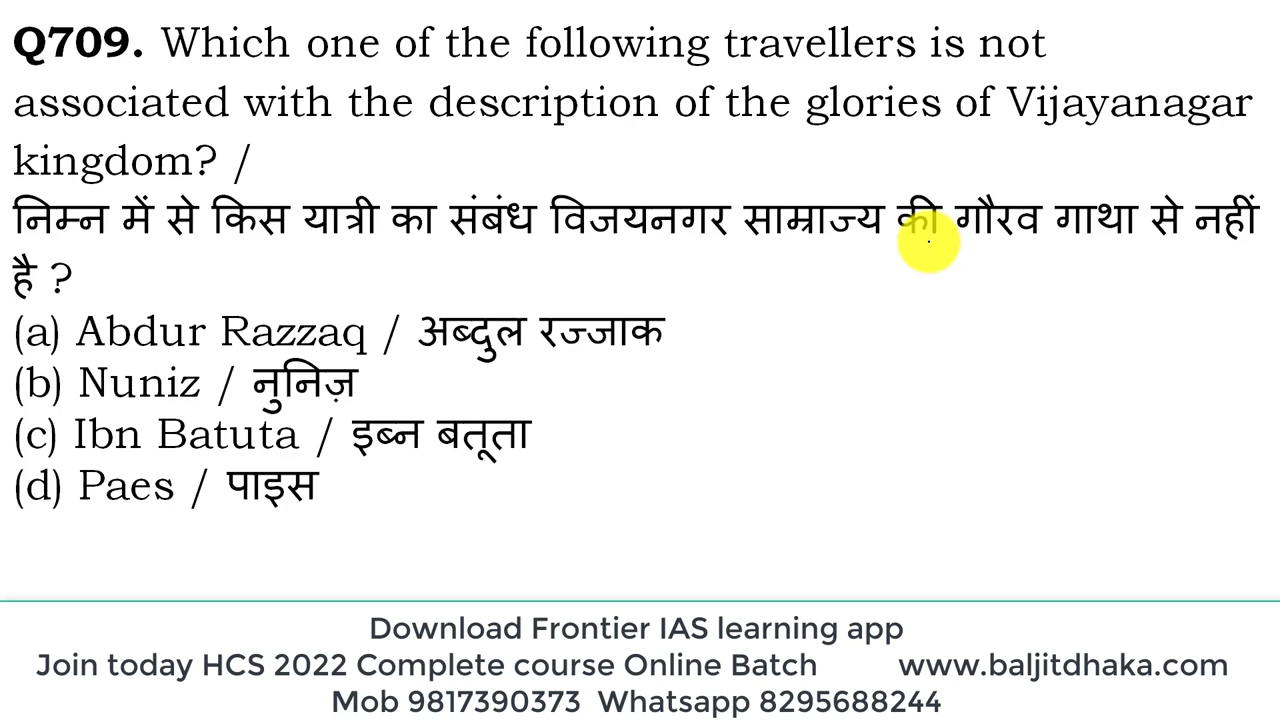 Q709. Which one of the following travellers is not
associated with the description of the glories of Vijayanagar
kingdom? /
निम्न में से किस यात्री का संबंध विजयनगर साम्राज्य की गौरव गाथा से नहीं
है ?
(a) Abdur Razzaq / अब्दुल रज्जाक
(b) Nuniz / नुनिज़
(c) Ibn Batuta / इब्न बतूता
(d) Paes / पाइस
Download Frontier IAS learning app
Join today HCS 2022 Complete course Online Batch www.baljitdhaka.com
Mob 9817390373 Whatsapp 8295688244